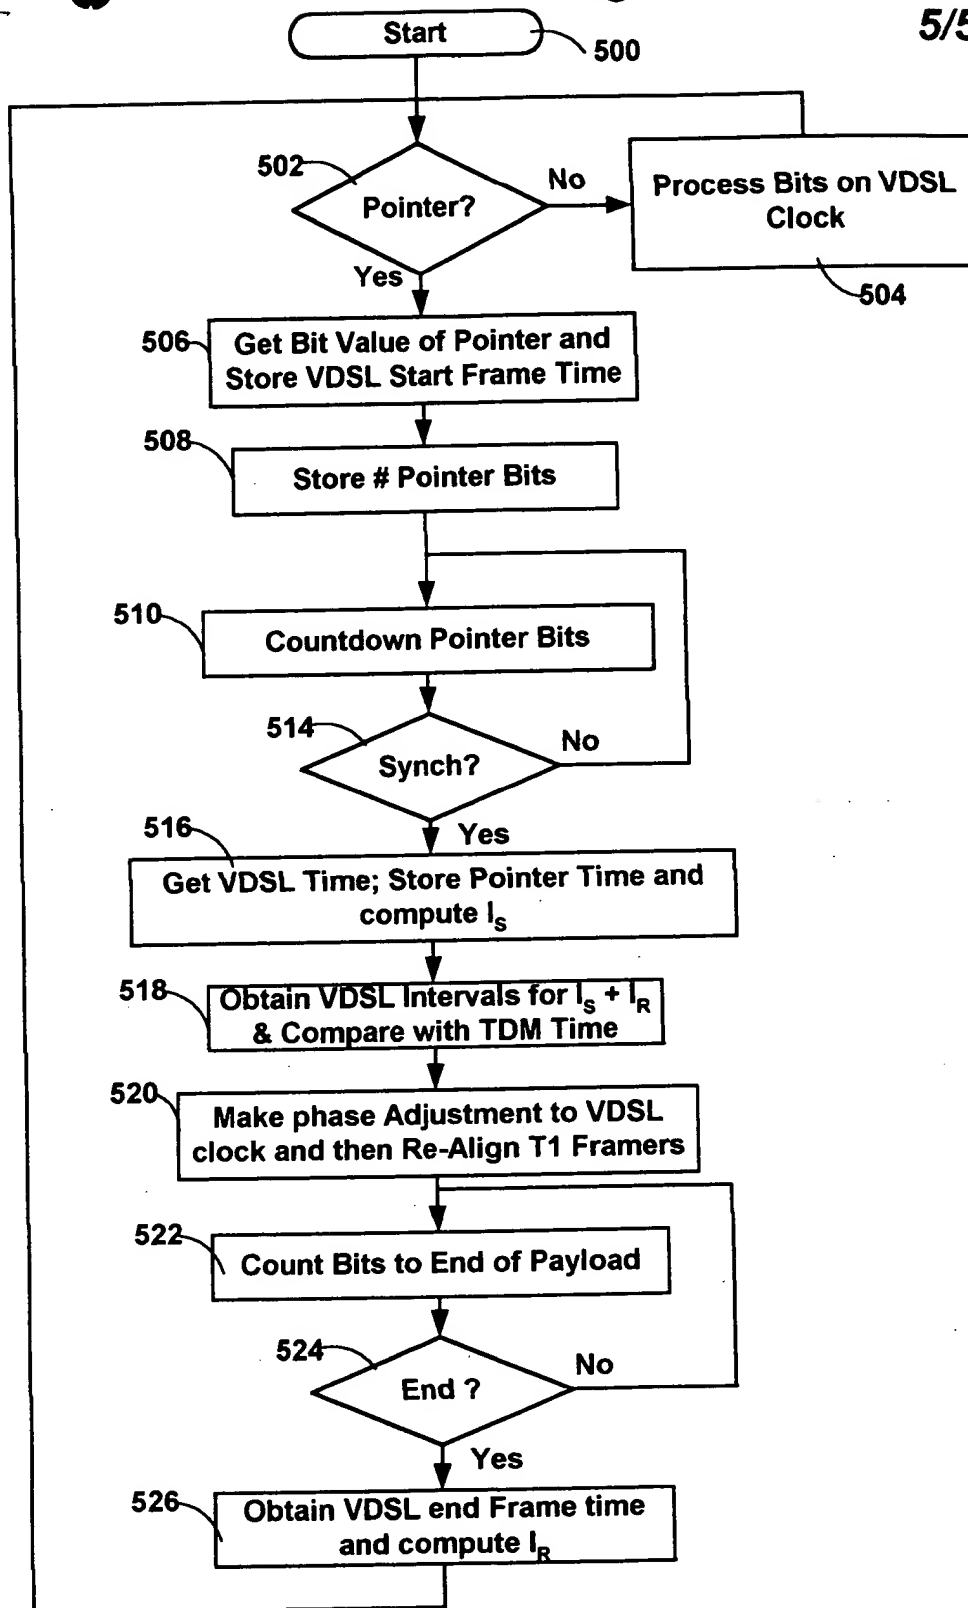 5/5
Start
500
502
Pointer?
No
Process Bits on VDSL
Clock
504
Yes
506
Get Bit Value of Pointer and
Store VDSL Start Frame Time
508
Store # Pointer Bits
510
Countdown Pointer Bits
514
Synch?
No
Yes
516
Get VDSL Time; Store Pointer Time and
compute I_S
518
Obtain VDSL Intervals for I_S + I_R
& Compare with TDM Time
520
Make phase Adjustment to VDSL
clock and then Re-Align T1 Framers
522
Count Bits to End of Payload
524
End ?
No
Yes
526
Obtain VDSL end Frame time
and compute I_R